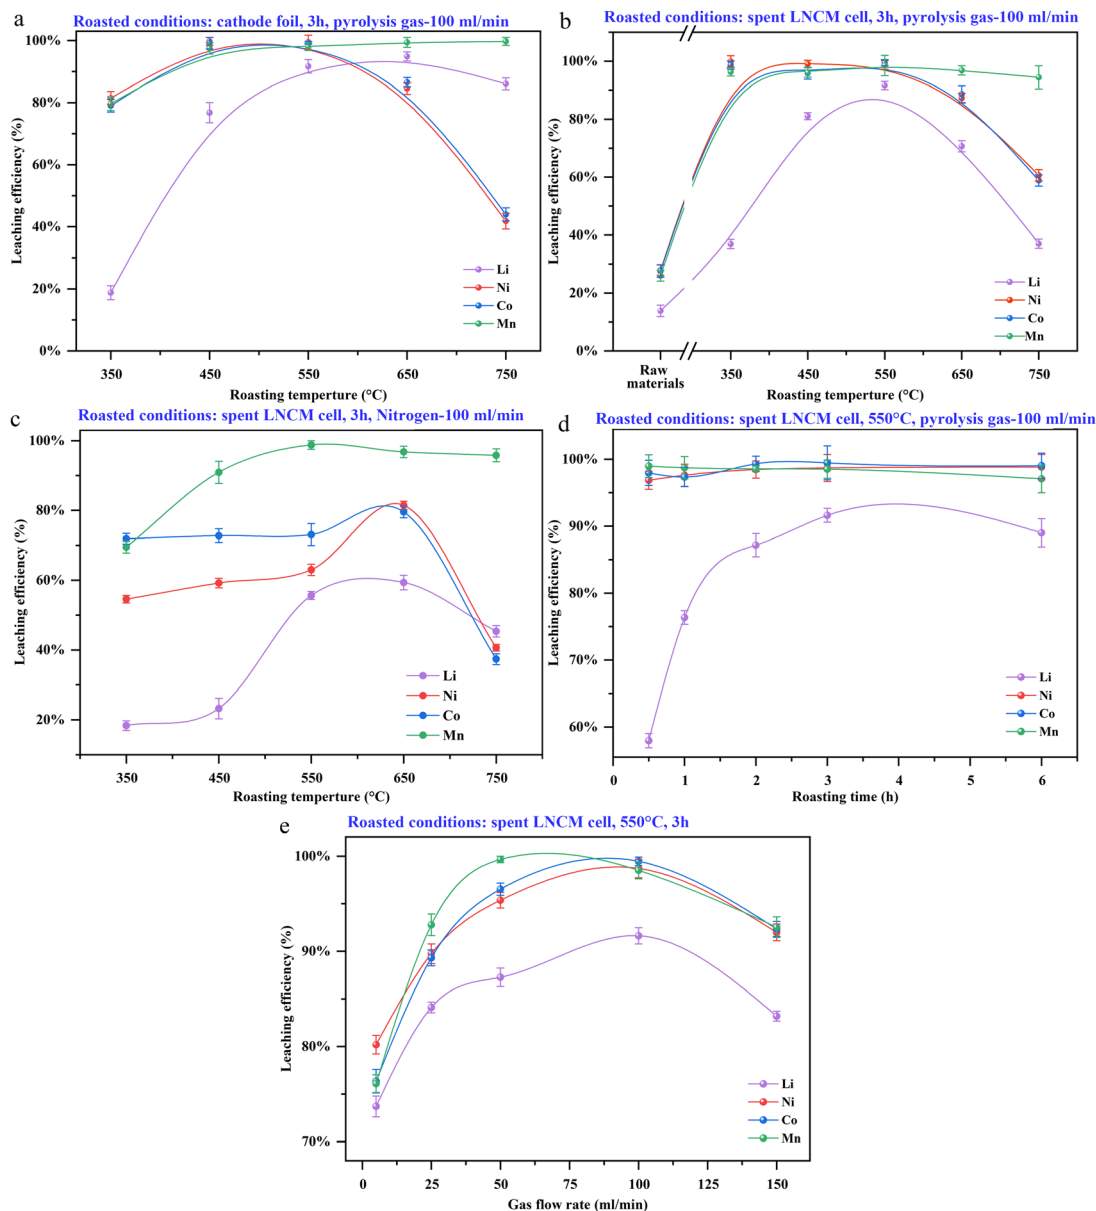 a
Roasted conditions: cathode foil, 3h, pyrolysis gas-100 ml/min
100%
80%
60%
40%
20%
0%
Leaching efficiency (%)
Li
Ni
Co
Mn
350 450 550 650 750
Roasting temperture (°C)
b
Roasted conditions: spent LNCM cell, 3h, pyrolysis gas-100 ml/min
100%
80%
60%
40%
20%
0%
Leaching efficiency (%)
Li
Ni
Co
Mn
Raw
materials
350 450 550 650 750
Roasting temperture (°C)
c
Roasted conditions: spent LNCM cell, 3h, Nitrogen-100 ml/min
100%
80%
60%
40%
20%
Leaching efficiency (%)
Li
Ni
Co
Mn
350 450 550 650 750
Roasting temperture (°C)
d
Roasted conditions: spent LNCM cell, 550°C, pyrolysis gas-100 ml/min
100%
90%
80%
70%
60%
Leaching efficiency (%)
Li
Ni
Co
Mn
0 1 2 3 4 5 6
Roasting time (h)
e
Roasted conditions: spent LNCM cell, 550°C, 3h
100%
90%
80%
70%
Leaching efficiency (%)
Li
Ni
Co
Mn
0 25 50 75 100 125 150
Gas flow rate (ml/min)